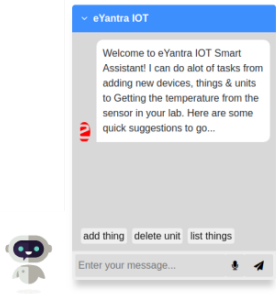 eYantra IOT
Welcome to eYantra IOT Smart
Assistant! I can do alot of tasks from
adding new devices, things & units
to Getting the temperature from the
sensor in your lab. Here are some
quick suggestions to go...
add thing delete unit list things
Enter your message...